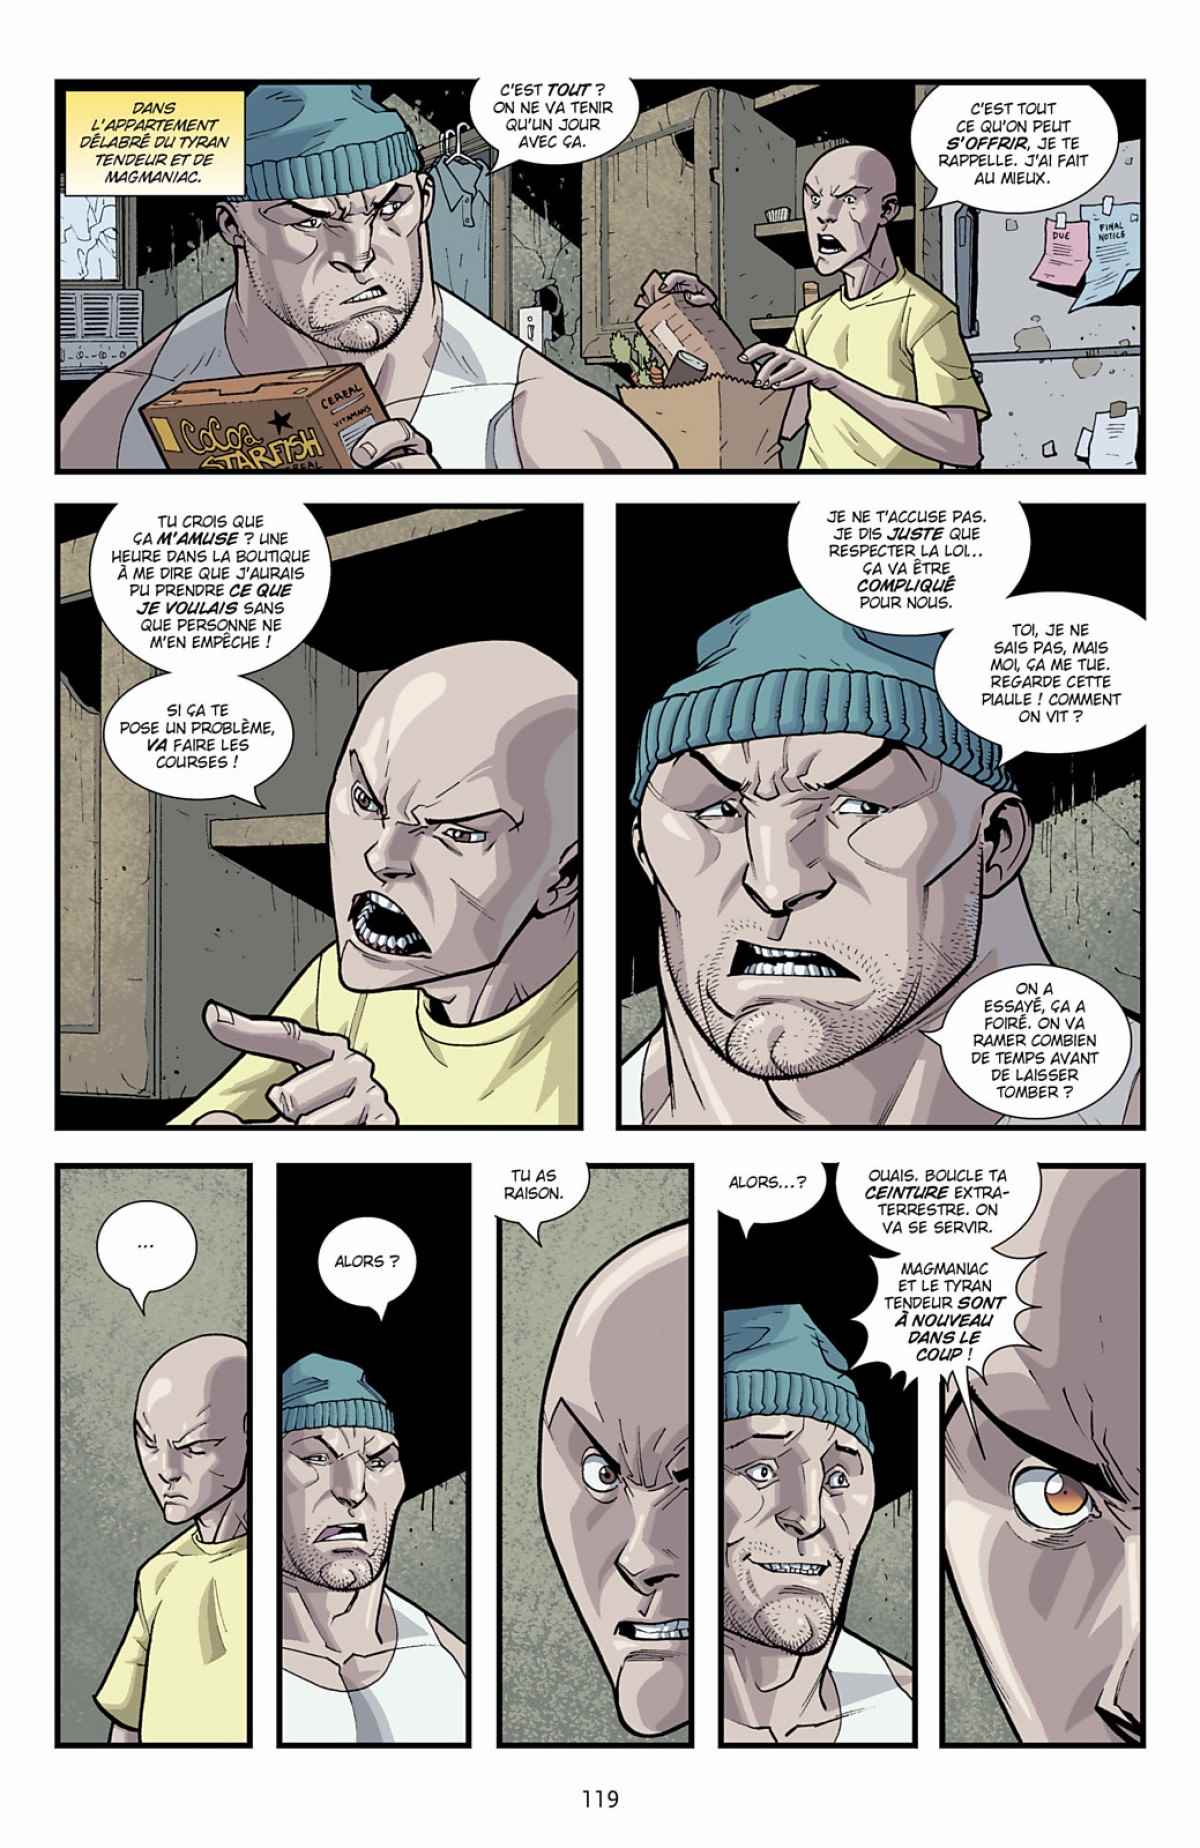 DANS
L'APPARTEMENT
DÉLABRÉ DU TYRAN
TENDEUR ET DE
MAGMANIAC.
C'EST TOUT ?
ON NE VA TENIR
QU'UN JOUR
AVEC ÇA.
C'EST TOUT
CE QU'ON PEUT
S'OFFRIR, JE TE
RAPPELLE. J'AI FAIT
AU MIEUX.
DUE
FINAL
NOTICE
CEREAL
VITAMANS
COCOA
STARFISH
CEREAL
TU CROIS QUE
ÇA M'AMUSE ? UNE
HEURE DANS LA BOUTIQUE
À ME DIRE QUE J'AURAIS
PU PRENDRE CE QUE
JE VOULAIS SANS
QUE PERSONNE NE
M'EN EMPÊCHE !
SI ÇA TE
POSE UN PROBLÈME,
VA FAIRE LES
COURSES !
JE NE T'ACCUSE PAS.
JE DIS JUSTE QUE
RESPECTER LA LOI...
ÇA VA ÊTRE
COMPLIQUÉ
POUR NOUS.
TOI, JE NE
SAIS PAS, MAIS
MOI, ÇA ME TUE.
REGARDE CETTE
PIAULE ! COMMENT
ON VIT ?
ON A
ESSAYÉ, ÇA A
FOIRÉ. ON VA
RAMER COMBIEN
DE TEMPS AVANT
DE LAISSER
TOMBER ?
...
ALORS ?
TU AS
RAISON.
ALORS...?
OUAIS. BOUCLE TA
CEINTURE EXTRA-
TERRESTRE. ON
VA SE SERVIR.
MAGMANIAC
ET LE TYRAN
TENDEUR SONT
À NOUVEAU
DANS LE
COUP !
119